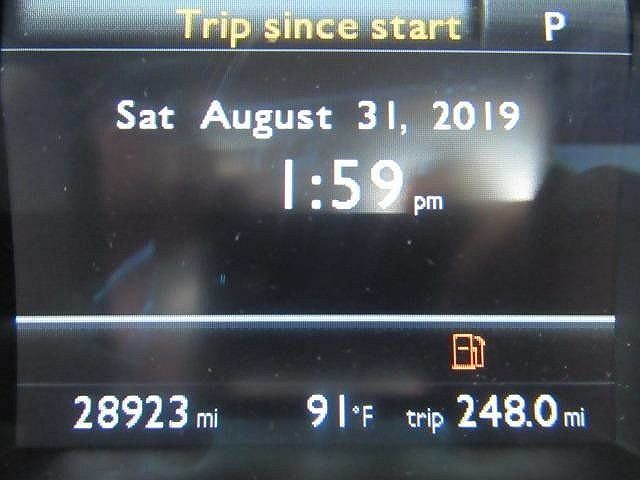 Trip since start P
Sat August 31, 2019
1:59 pm
28923 mi 91°F trip 248.0 mi